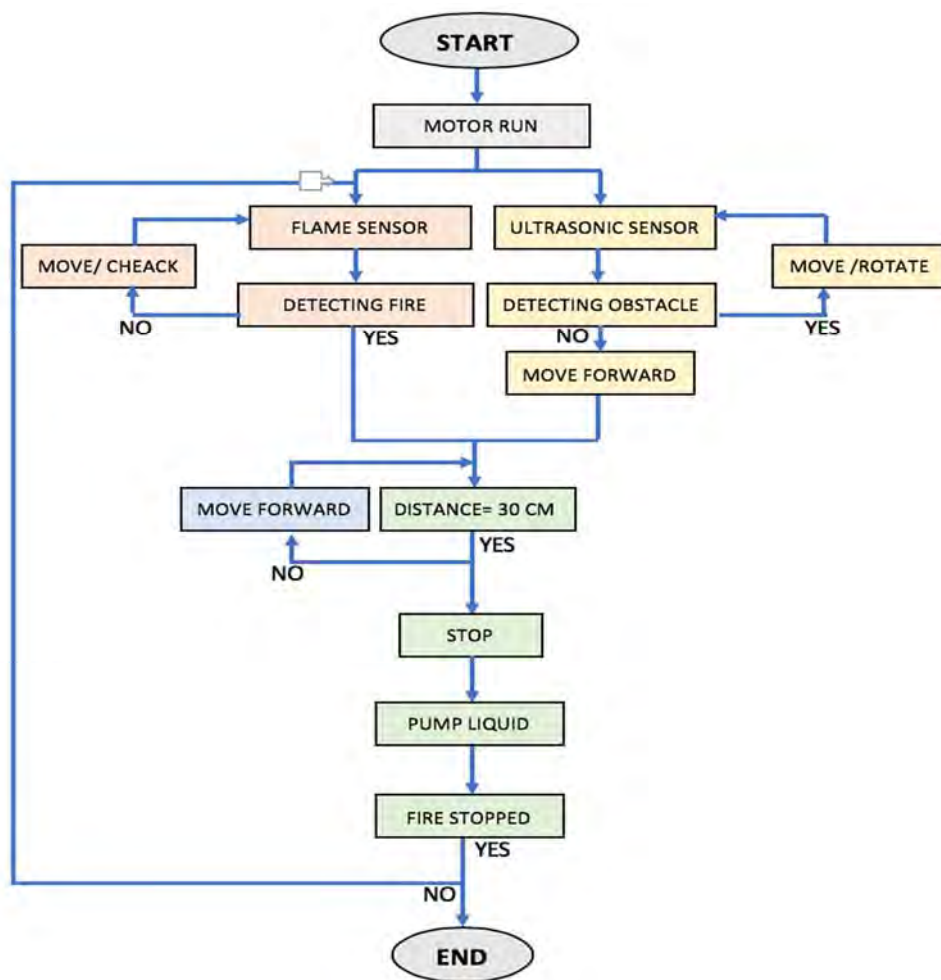 START
MOTOR RUN
FLAME SENSOR
ULTRASONIC SENSOR
MOVE/ CHEACK
MOVE /ROTATE
DETECTING FIRE
DETECTING OBSTACLE
NO
YES
NO
YES
MOVE FORWARD
MOVE FORWARD
DISTANCE= 30 CM
YES
NO
STOP
PUMP LIQUID
FIRE STOPPED
YES
NO
END